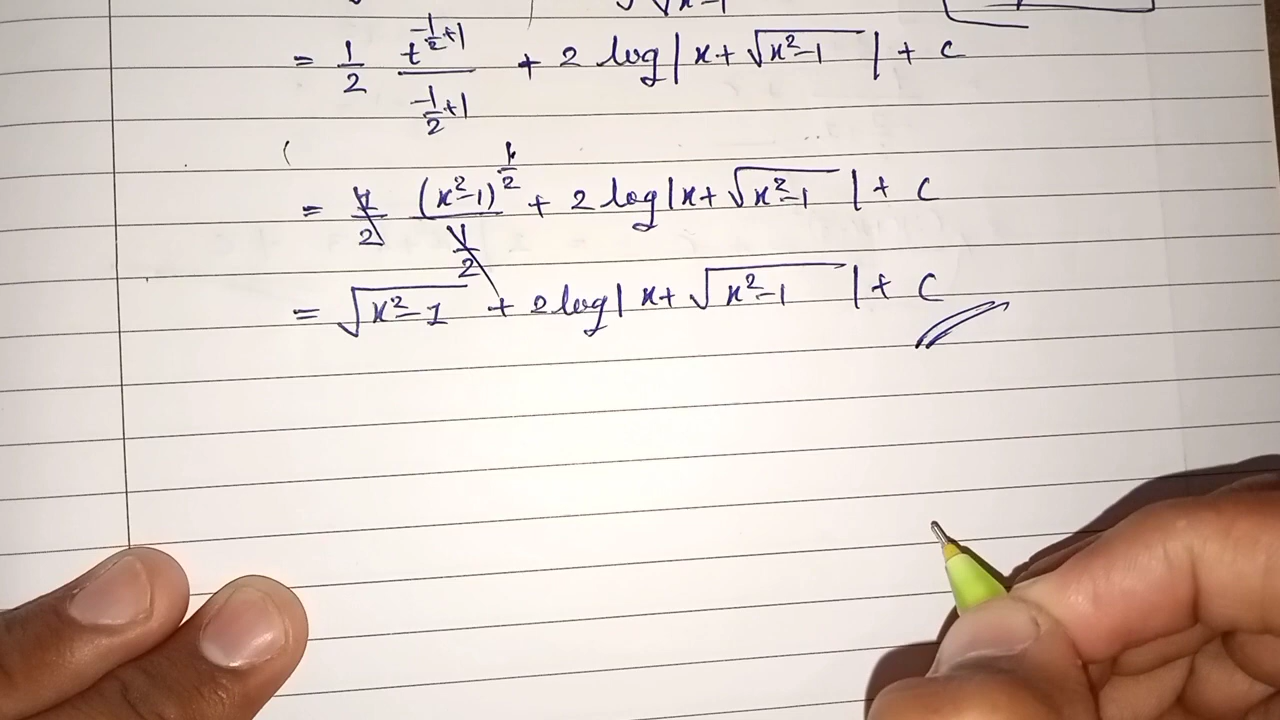 = 1/2 t^(-1/2+1)/(-1/2+1) + 2 log|x+√(x²-1)| + c
= 1/2 (x²-1)^(1/2)/(1/2) + 2 log|x+√(x²-1)| + c
= √(x²-1) + 2 log|x+√(x²-1)| + c